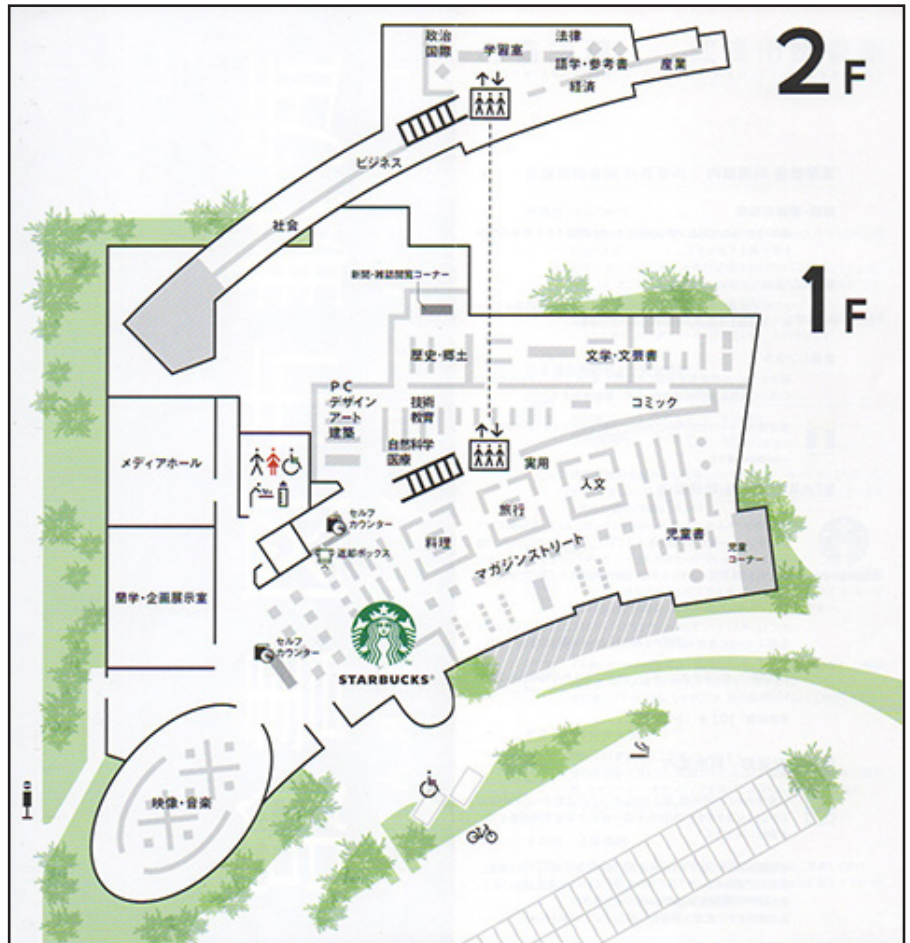 2F
政治
国際
学習室
法律
語学・参考書
経済
産業
ビジネス
社会
1F
新聞・雑誌閲覧コーナー
歴史・郷土
文学・文芸書
PC
デザイン
アート
建築
技術
教育
コミック
自然科学
医療
実用
人文
メディアホール
旅行
セルフ
カウンター
料理
マガジンストリート
児童書
児童
コーナー
返却ボックス
蘭学・企画展示室
セルフ
カウンター
STARBUCKS
映像・音楽